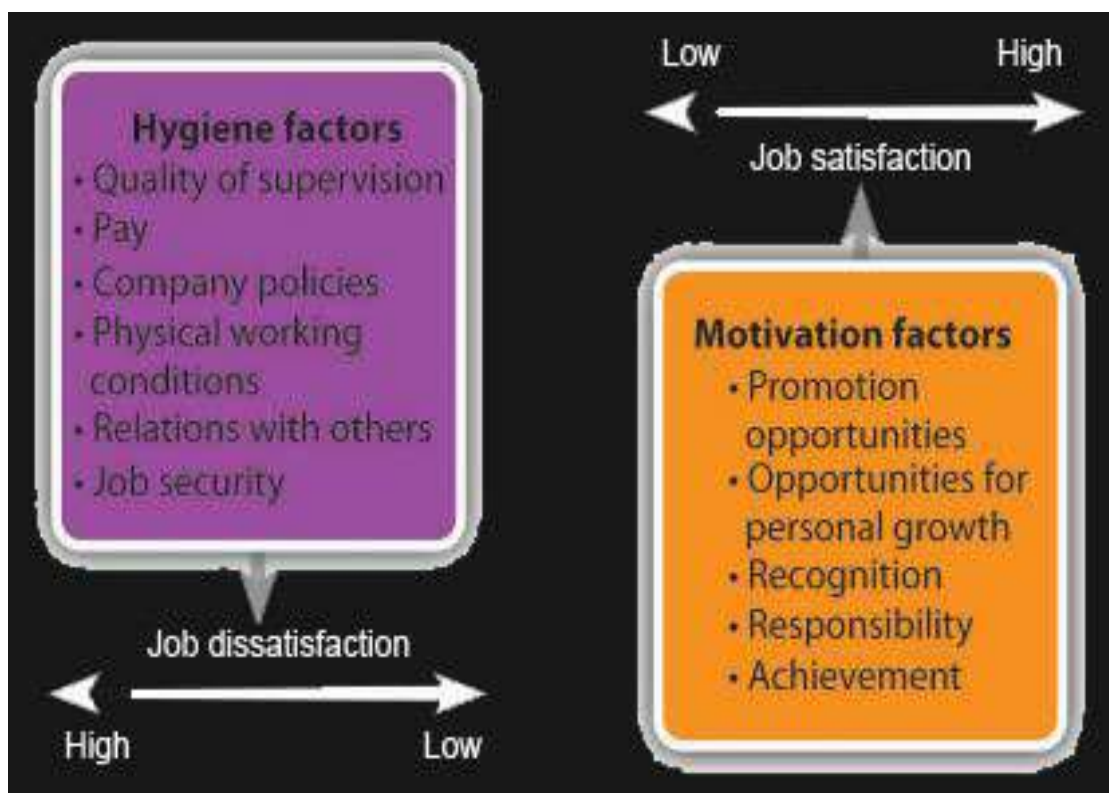 Hygiene factors
• Quality of supervision
• Pay
• Company policies
• Physical working
conditions
• Relations with others
• Job security
Job dissatisfaction
High Low
Low High
Job satisfaction
Motivation factors
• Promotion
opportunities
• Opportunities for
personal growth
• Recognition
• Responsibility
• Achievement